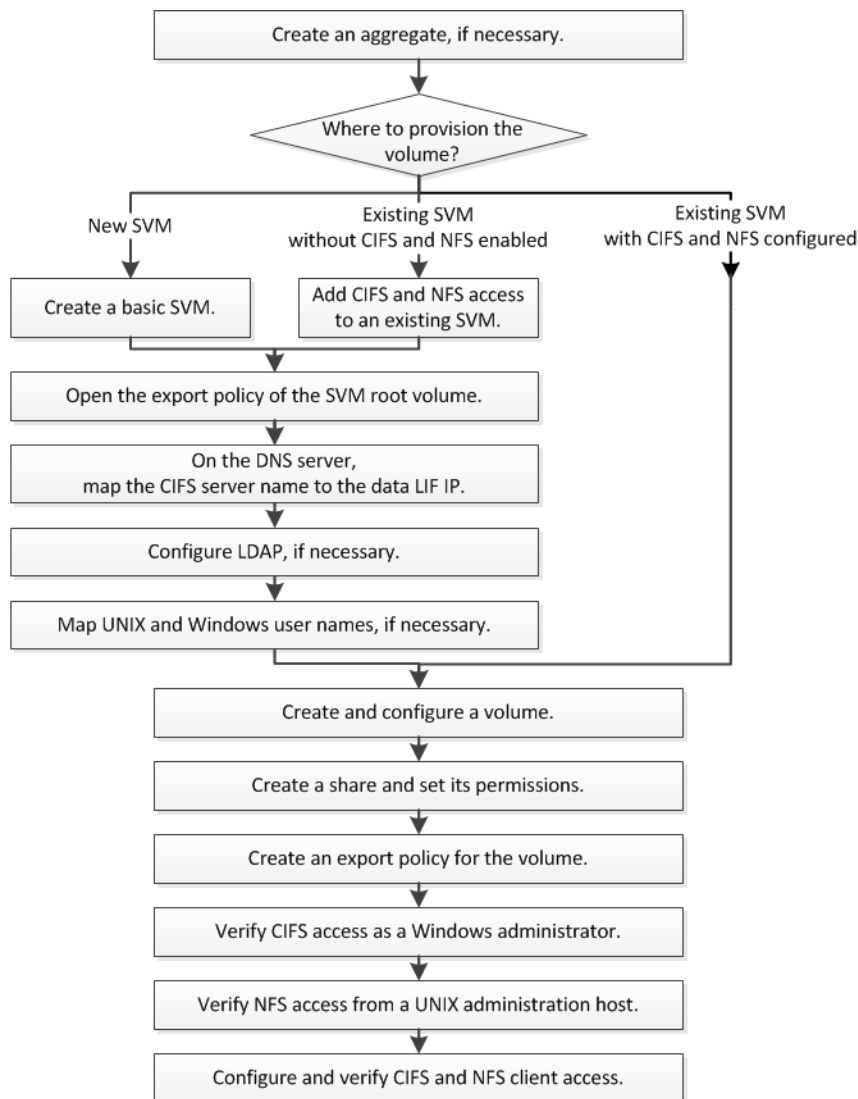 Create an aggregate, if necessary.
Where to provision the
volume?
New SVM
Existing SVM
without CIFS and NFS enabled
Existing SVM
with CIFS and NFS configured
Create a basic SVM.
Add CIFS and NFS access
to an existing SVM.
Open the export policy of the SVM root volume.
On the DNS server,
map the CIFS server name to the data LIF IP.
Configure LDAP, if necessary.
Map UNIX and Windows user names, if necessary.
Create and configure a volume.
Create a share and set its permissions.
Create an export policy for the volume.
Verify CIFS access as a Windows administrator.
Verify NFS access from a UNIX administration host.
Configure and verify CIFS and NFS client access.